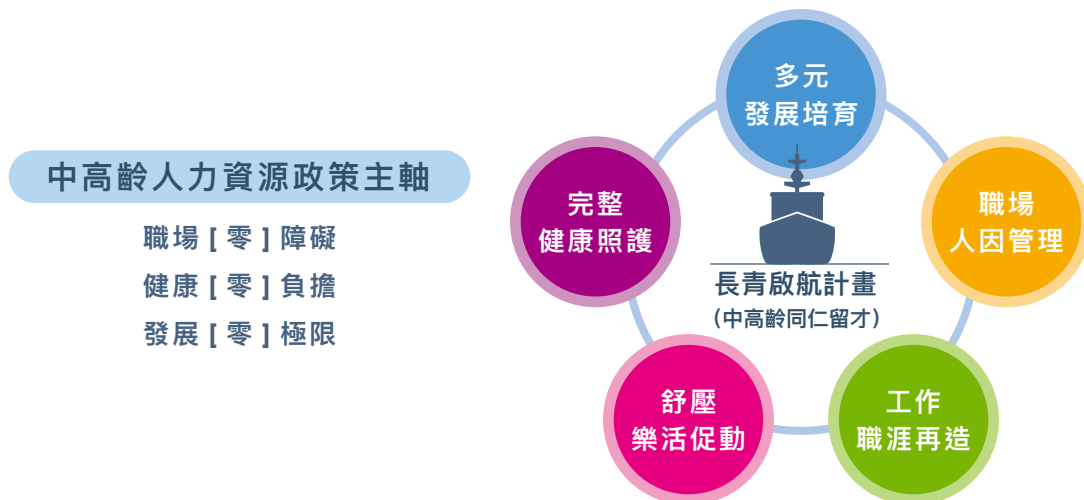 中高齡人力資源政策主軸
職場 [ 零 ] 障礙
健康 [ 零 ] 負擔
發展 [ 零 ] 極限
多元
發展培育
職場
人因管理
工作
職涯再造
舒壓
樂活促動
完整
健康照護
長青啟航計畫
（中高齡同仁留才）